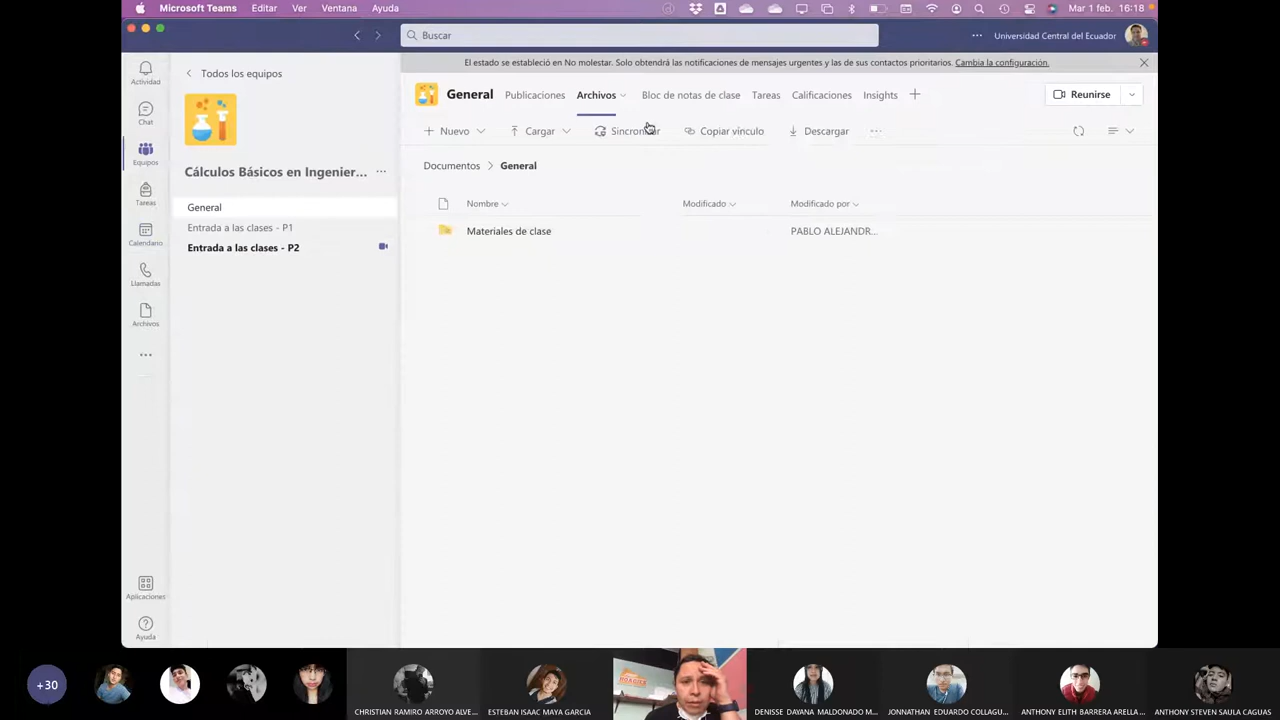 Microsoft Teams Editar Ver Ventana Ayuda Mar 1 feb. 16:18
Buscar
Universidad Central del Ecuador
El estado se estableció en No molestar. Solo obtendrá las notificaciones de mensajes urgentes y las de sus contactos prioritarios. Cambia la configuración.
Actividad
Chat
Equipos
Tareas
Calendario
Llamadas
Archivos
Aplicaciones
Ayuda
Todos los equipos
Cálculos Básicos en Ingenier...
General
Entrada a las clases - P1
Entrada a las clases - P2
General Publicaciones Archivos Bloc de notas de clase Tareas Calificaciones Insights Reunirse
Nuevo Cargar Sincronizar Copiar vínculo Descargar
Documentos > General
Nombre Modificado Modificado por
Materiales de clase PABLO ALEJANDR...
+30
CHRISTIAN RAMIRO ARROYO ALVE...
ESTEBAN ISAAC MAYA GARCIA
DENISSE DAYANA MALDONADO M...
JONNATHAN EDUARDO COLLAGU...
ANTHONY ELITH BARRERA ARELLA...
ANTHONY STEVEN SAULA CAGUAS